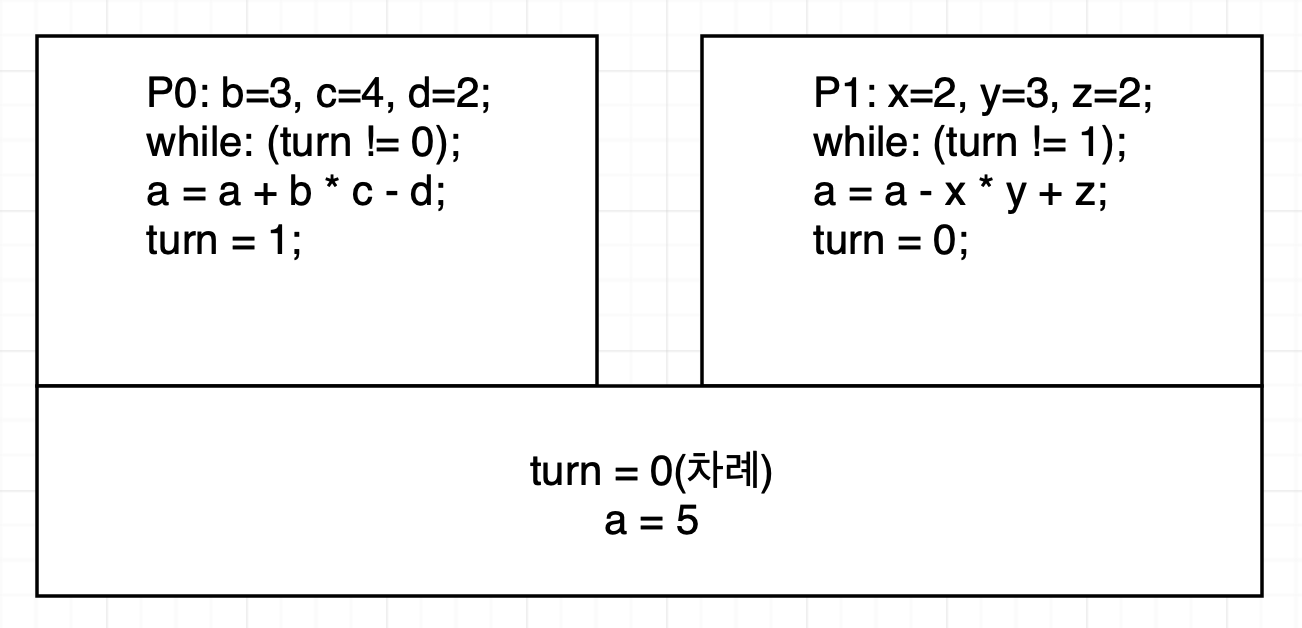 P0: b=3, c=4, d=2;
while: (turn != 0);
a = a + b * c - d;
turn = 1;
P1: x=2, y=3, z=2;
while: (turn != 1);
a = a - x * y + z;
turn = 0;
turn = 0(차례)
a = 5